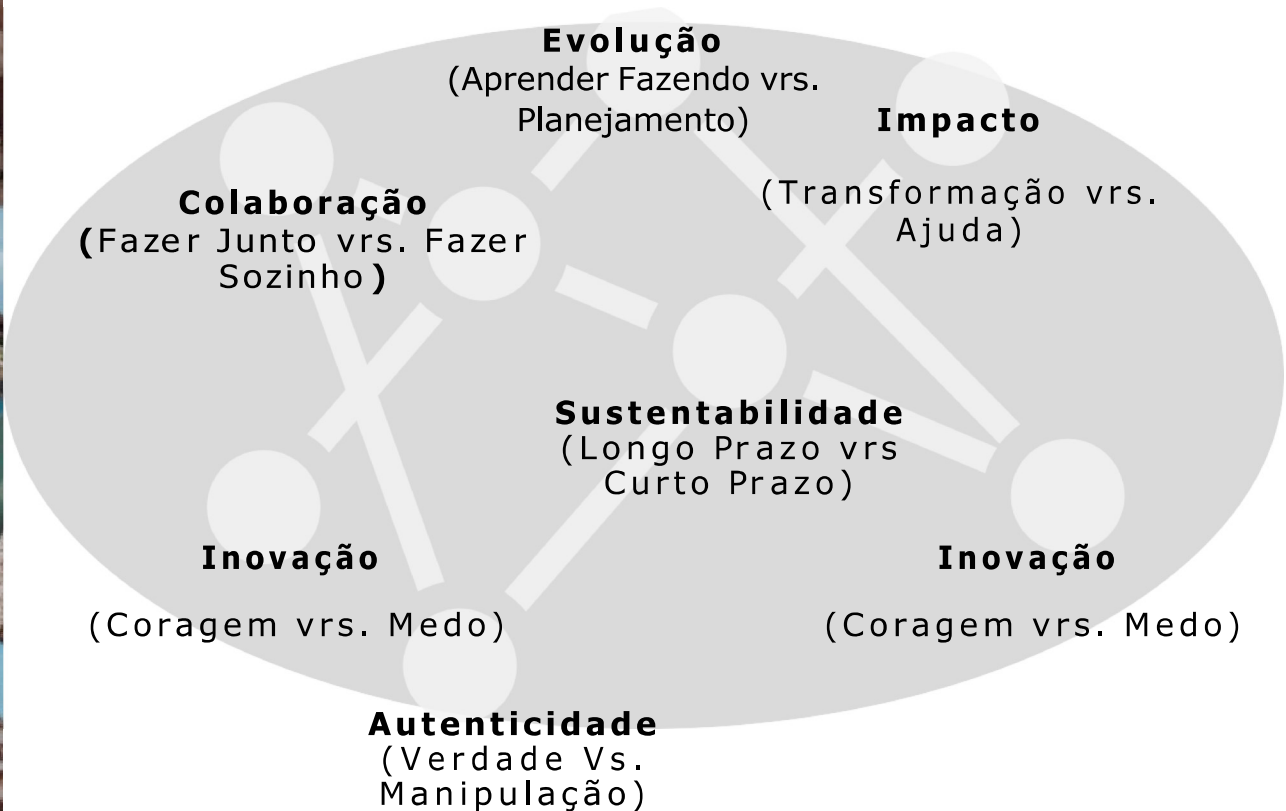 Evolução
(Aprender Fazendo vrs.
Planejamento)
Impacto
(Transformação vrs.
Ajuda)
Colaboração
(Fazer Junto vrs. Fazer
Sozinho)
Sustentabilidade
(Longo Prazo vrs
Curto Prazo)
Inovação
(Coragem vrs. Medo)
Inovação
(Coragem vrs. Medo)
Autenticidade
(Verdade Vs.
Manipulação)